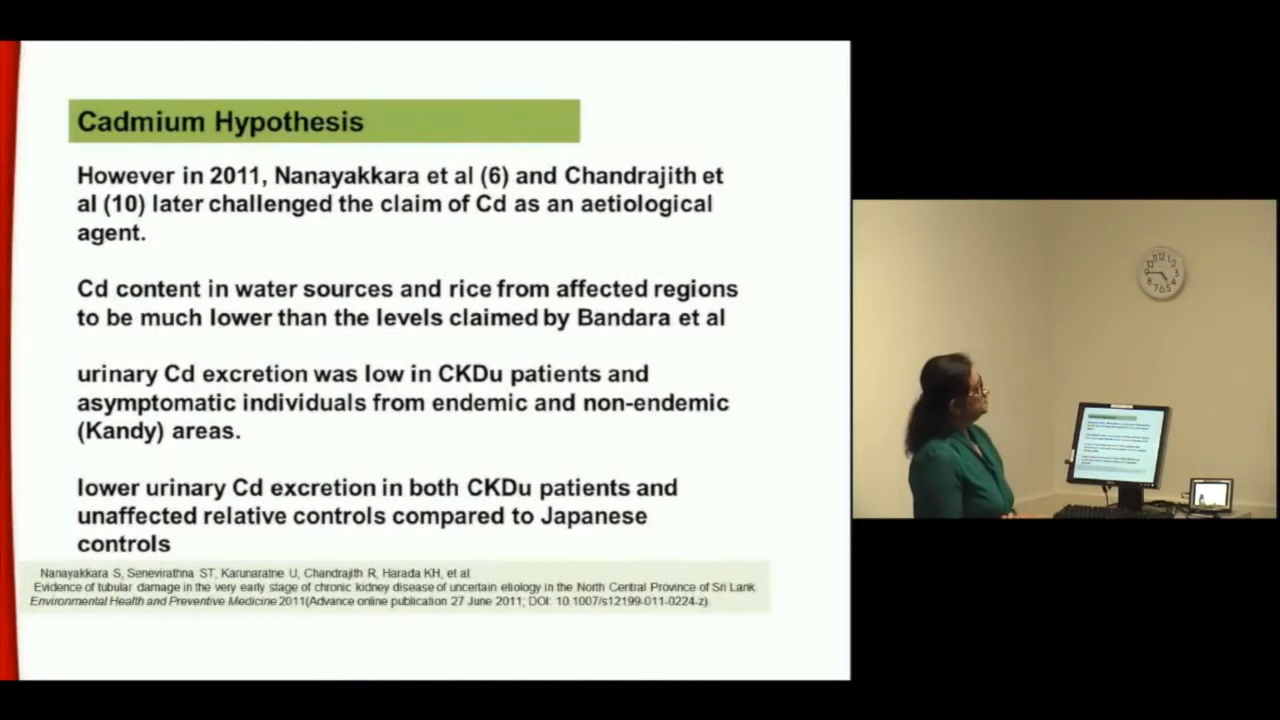 Cadmium Hypothesis
However in 2011, Nanayakkara et al (6) and Chandrajith et
al (10) later challenged the claim of Cd as an aetiological
agent.
Cd content in water sources and rice from affected regions
to be much lower than the levels claimed by Bandara et al
urinary Cd excretion was low in CKDu patients and
asymptomatic individuals from endemic and non-endemic
(Kandy) areas.
lower urinary Cd excretion in both CKDu patients and
unaffected relative controls compared to Japanese
controls
Nanayakkara S, Senevirathna ST, Karunaratne U, Chandrajith R, Harada KH, et al.
Evidence of tubular damage in the very early stage of chronic kidney disease of uncertain etiology in the North Central Province of Sri Lank.
Environmental Health and Preventive Medicine 2011(Advance online publication 27 June 2011; DOI: 10.1007/s12199-011-0224-z).